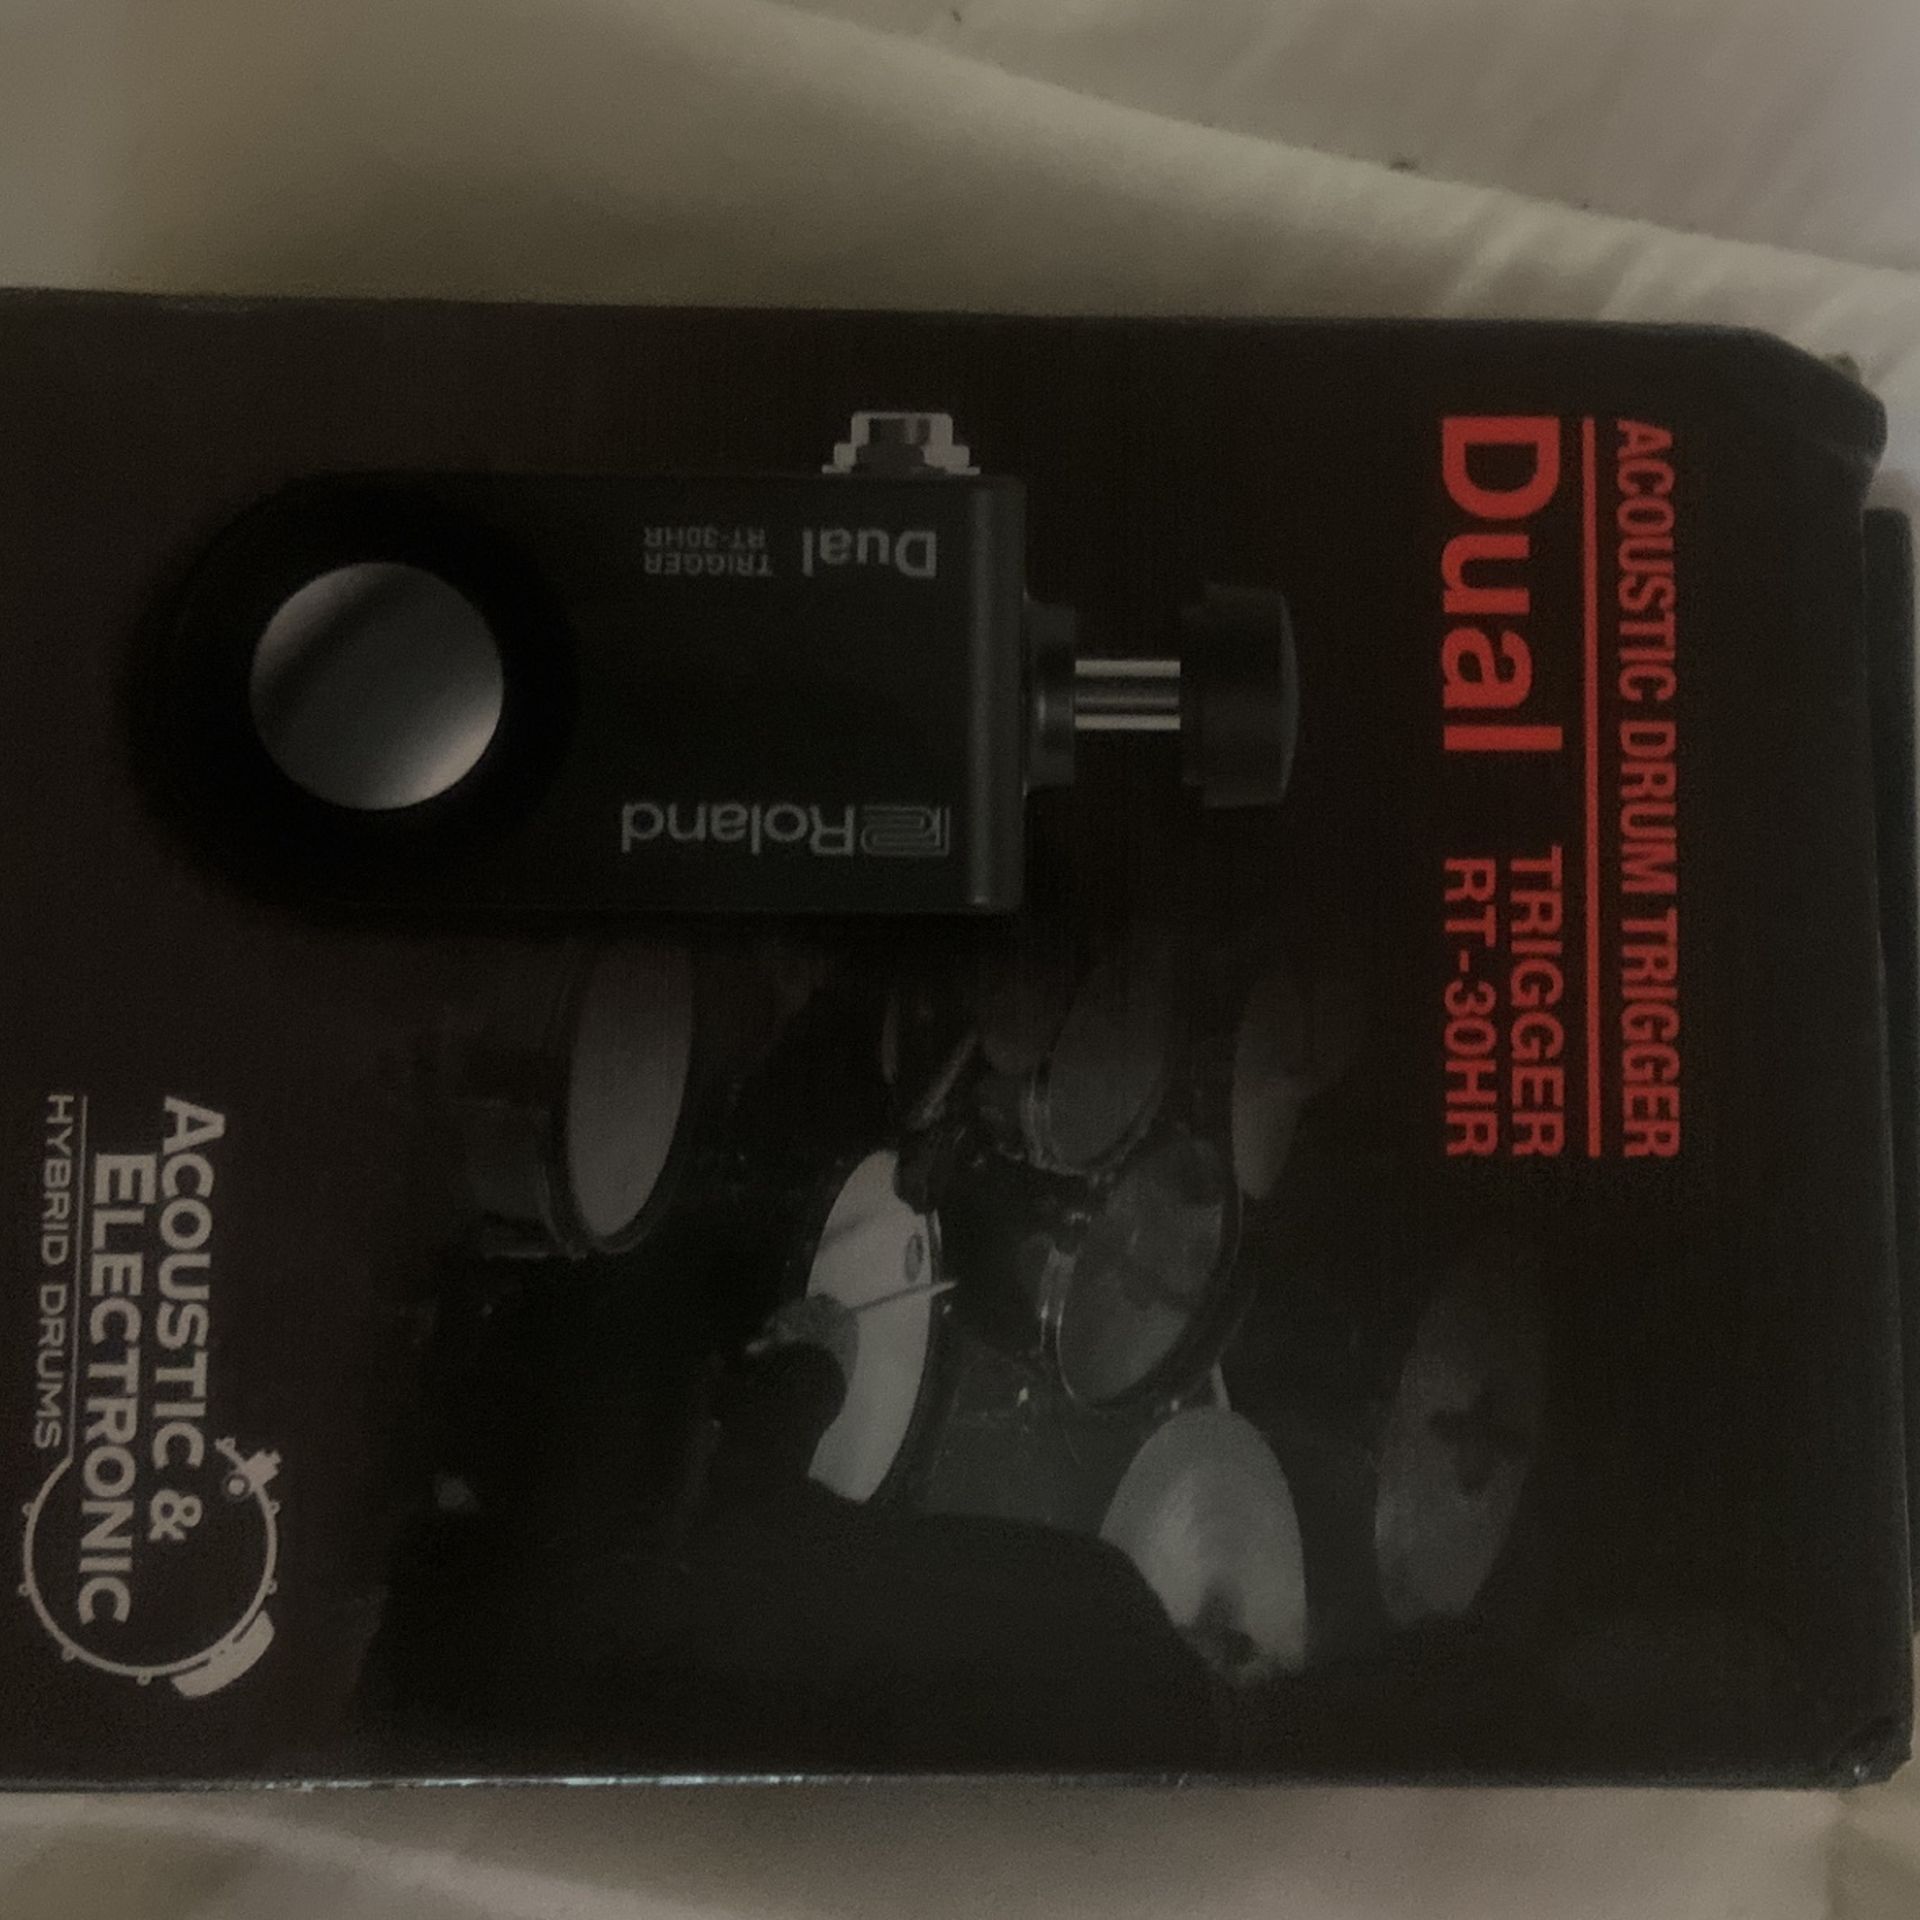 ACOUSTIC DRUM TRIGGER
Dual TRIGGER
RT-30HR
Roland
Dual TRIGGER
RT-30HR
ACOUSTIC &
ELECTRONIC
HYBRID DRUMS